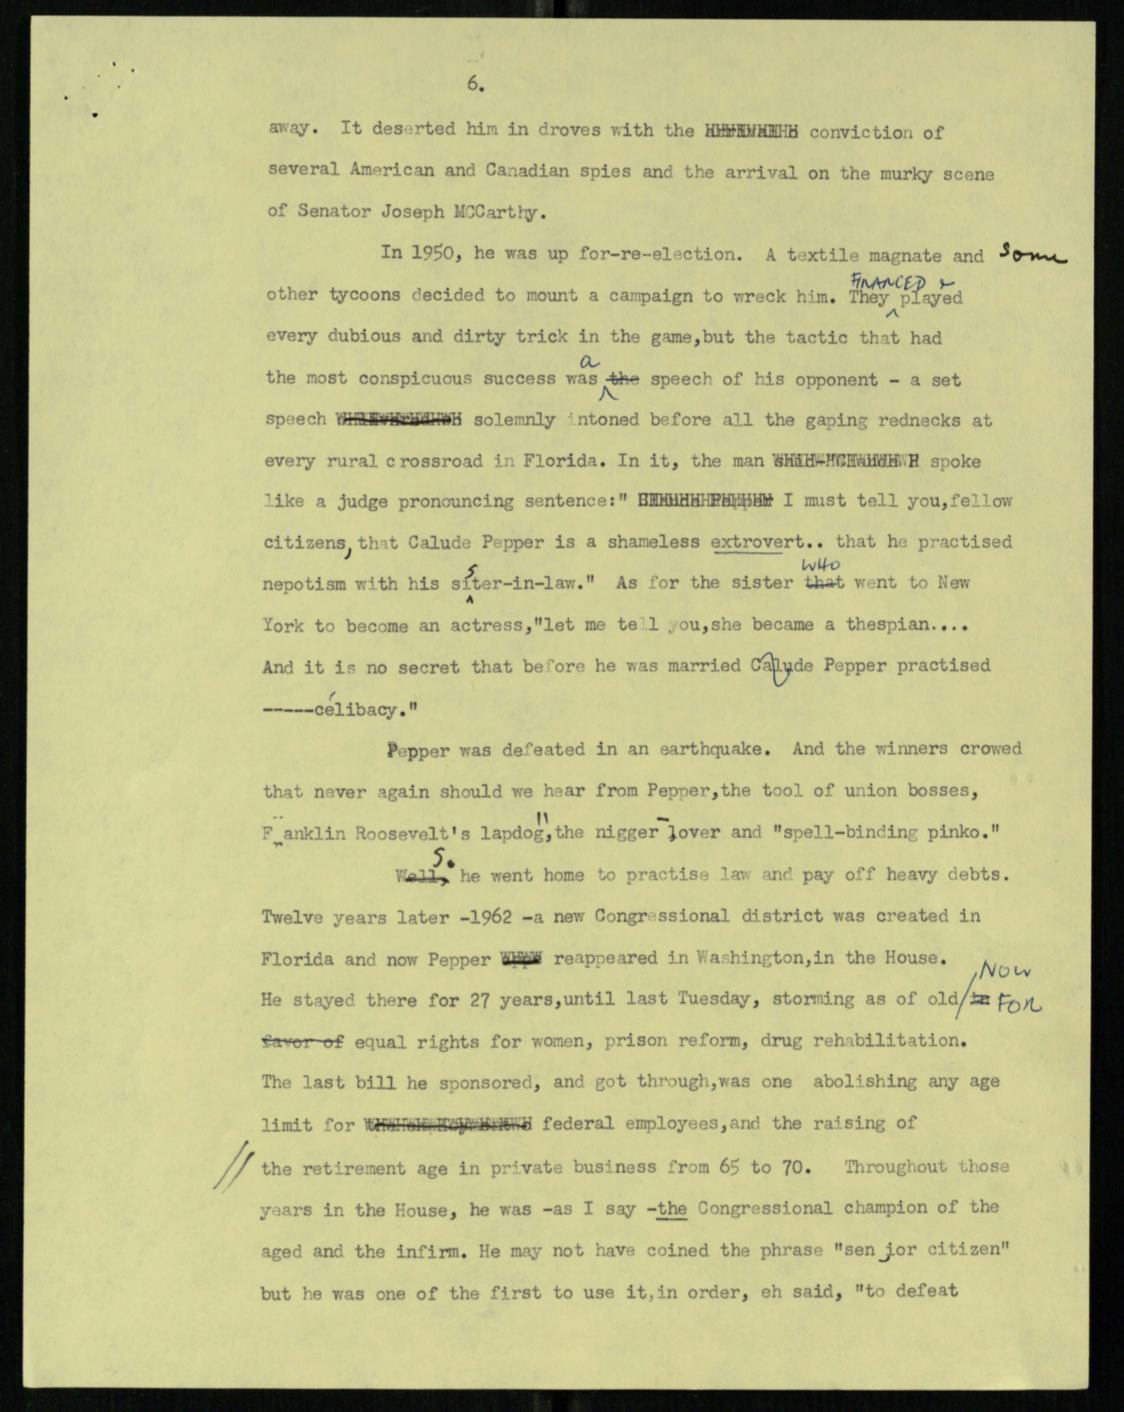 6.
away. It deserted him in droves with the conviction of
several American and Canadian spies and the arrival on the murky scene
of Senator Joseph MCCarthy.
In 1950, he was up for-re-election. A textile magnate and some
FINANCED &
other tycoons decided to mount a campaign to wreck him. They played
every dubious and dirty trick in the game,but the tactic that had
a
the most conspicuous success was the speech of his opponent - a set
speech solemnly intoned before all the gaping rednecks at
every rural crossroad in Florida. In it, the man spoke
like a judge pronouncing sentence:" I must tell you,fellow
citizens, that Calude Pepper is a shameless extrovert.. that he practised
s WHO
nepotism with his siter-in-law." As for the sister that went to New
York to become an actress,"let me tell you,she became a thespian....
And it is no secret that before he was married Calude Pepper practised
-----célibacy."
Pepper was defeated in an earthquake. And the winners crowed
that never again should we hear from Pepper,the tool of union bosses,
F anklin Roosevelt's lapdog",the nigger-lover and "spell-binding pinko."
S.
Well, he went home to practise law and pay off heavy debts.
Twelve years later -1962 -a new Congressional district was created in
Florida and now Pepper reappeared in Washington,in the House.
NOW
He stayed there for 27 years,until last Tuesday, storming as of old/ in FOR
favor of equal rights for women, prison reform, drug rehabilitation.
The last bill he sponsored, and got through,was one abolishing any age
limit for federal employees,and the raising of
// the retirement age in private business from 65 to 70. Throughout those
years in the House, he was -as I say -the Congressional champion of the
aged and the infirm. He may not have coined the phrase "sen ior citizen"
but he was one of the first to use it,in order, eh said, "to defeat